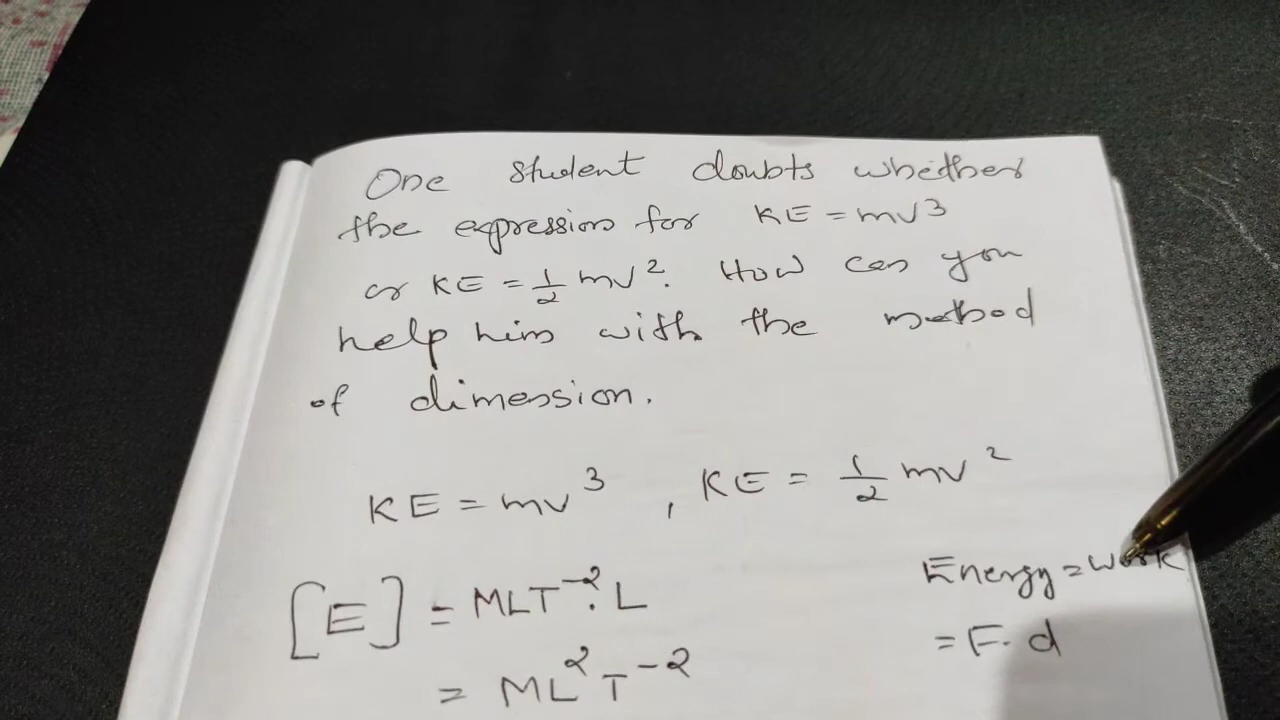 One student doubts whether
the expression for KE = mv³
or KE = 1/2 mv². How can you
help him with the method
of dimension.
KE = mv³ , KE = 1/2 mv²
[E] = MLT⁻².L
= ML²T⁻²
Energy = work
= F. d